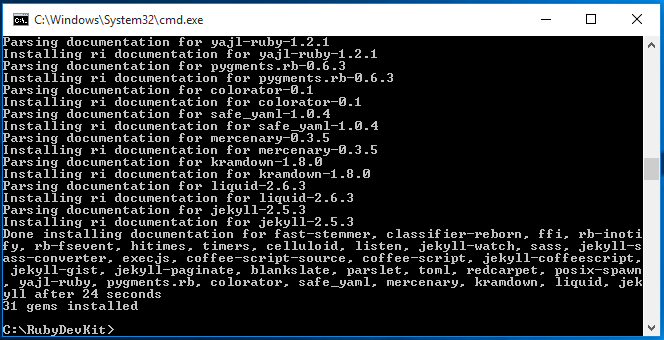 C:\Windows\System32\cmd.exe
Parsing documentation for yajl-ruby-1.2.1
Installing ri documentation for yajl-ruby-1.2.1
Parsing documentation for pygments.rb-0.6.3
Installing ri documentation for pygments.rb-0.6.3
Parsing documentation for colorator-0.1
Installing ri documentation for colorator-0.1
Parsing documentation for safe_yaml-1.0.4
Installing ri documentation for safe_yaml-1.0.4
Parsing documentation for mercenary-0.3.5
Installing ri documentation for mercenary-0.3.5
Parsing documentation for kramdown-1.8.0
Installing ri documentation for kramdown-1.8.0
Parsing documentation for liquid-2.6.3
Installing ri documentation for liquid-2.6.3
Parsing documentation for jekyll-2.5.3
Installing ri documentation for jekyll-2.5.3
Done installing documentation for fast-stemmer, classifier-reborn, ffi, rb-inoti
fy, rb-fsevent, hitimes, timers, celluloid, listen, jekyll-watch, sass, jekyll-s
ass-converter, execjs, coffee-script-source, coffee-script, jekyll-coffeescript,
 jekyll-gist, jekyll-paginate, blankslate, parslet, toml, redcarpet, posix-spawn
, yajl-ruby, pygments.rb, colorator, safe_yaml, mercenary, kramdown, liquid, jek
yll after 24 seconds
31 gems installed
C:\RubyDevKit>